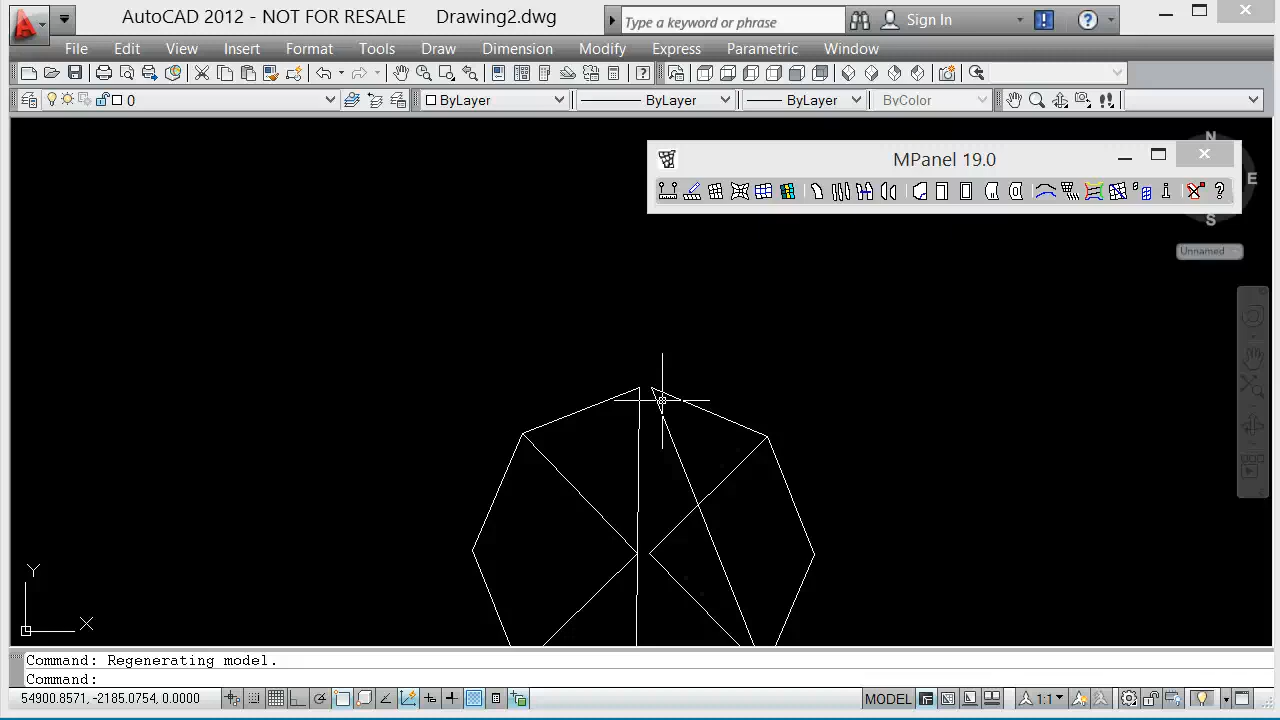 AutoCAD 2012 - NOT FOR RESALE Drawing2.dwg Type a keyword or phrase Sign In
File Edit View Insert Format Tools Draw Dimension Modify Express Parametric Window
0 ByLayer ByLayer ByLayer ByColor
N
MPanel 19.0
E
S
Unnamed
Y
X
Command: Regenerating model.
Command:
54900.8571, -2185.0754, 0.0000 MODEL 1:1